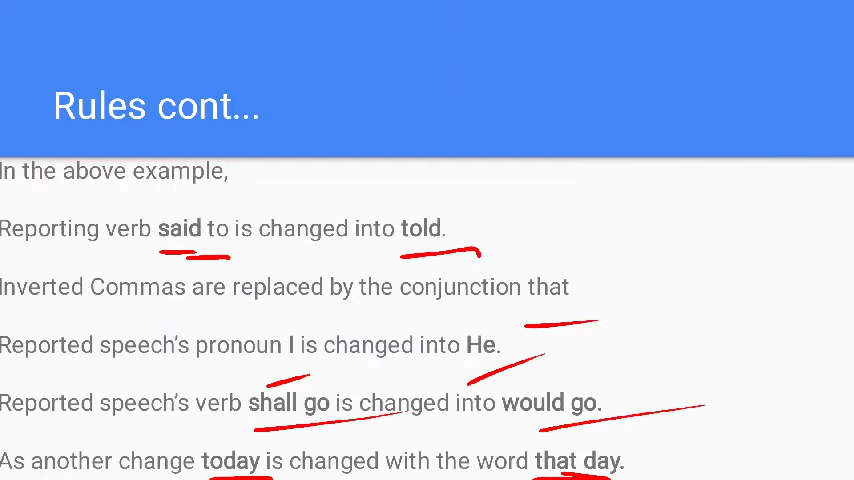 Rules cont...
In the above example,
Reporting verb said to is changed into told.
Inverted Commas are replaced by the conjunction that
Reported speech's pronoun I is changed into He.
Reported speech's verb shall go is changed into would go.
As another change today is changed with the word that day.